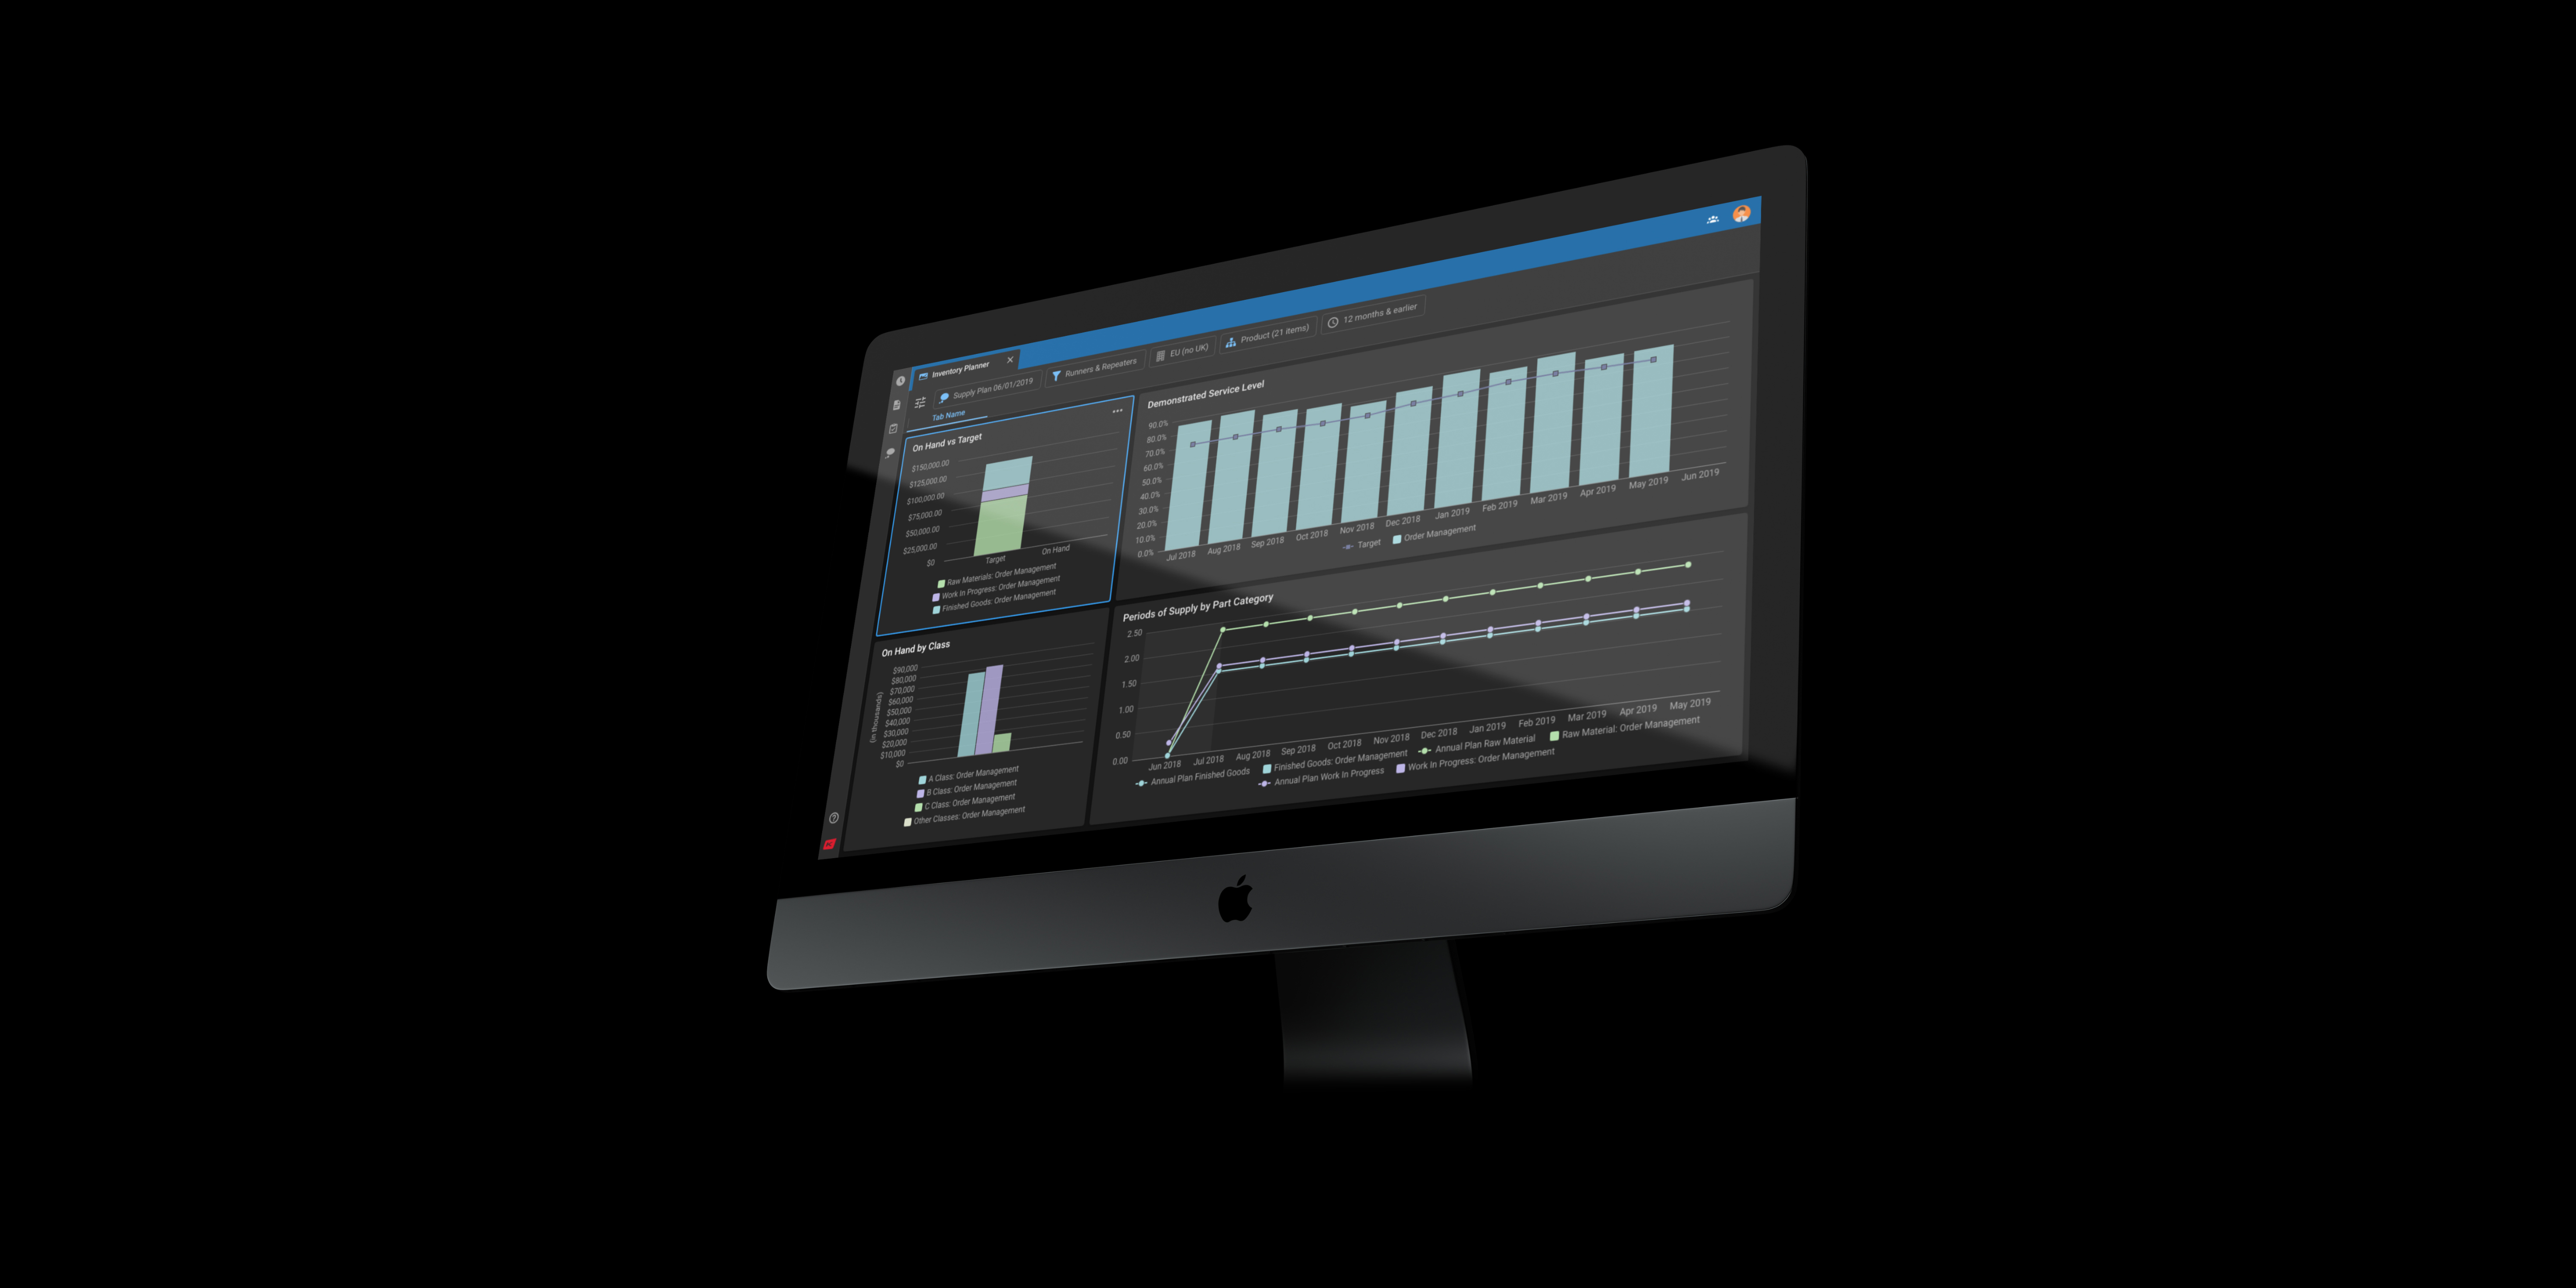 Inventory Planner
Supply Plan 06/01/2019
Runners & Repeaters
EU (no UK)
Product (21 items)
12 months & earlier
Tab Name
On Hand vs Target
$150,000.00
$125,000.00
$100,000.00
$75,000.00
$50,000.00
$25,000.00
$0
Target
On Hand
Raw Materials: Order Management
Work In Progress: Order Management
Finished Goods: Order Management
Demonstrated Service Level
90.0%
80.0%
70.0%
60.0%
50.0%
40.0%
30.0%
20.0%
10.0%
0.0%
Jul 2018 Aug 2018 Sep 2018 Oct 2018 Nov 2018 Dec 2018 Jan 2019 Feb 2019 Mar 2019 Apr 2019 May 2019 Jun 2019
Target Order Management
On Hand by Class
(in thousands)
$90,000
$80,000
$70,000
$60,000
$50,000
$40,000
$30,000
$20,000
$10,000
$0
A Class: Order Management
B Class: Order Management
C Class: Order Management
Other Classes: Order Management
Periods of Supply by Part Category
2.50
2.00
1.50
1.00
0.50
0.00
Jun 2018 Jul 2018 Aug 2018 Sep 2018 Oct 2018 Nov 2018 Dec 2018 Jan 2019 Feb 2019 Mar 2019 Apr 2019 May 2019
Annual Plan Finished Goods Finished Goods: Order Management Annual Plan Raw Material Raw Material: Order Management
Annual Plan Work In Progress Work In Progress: Order Management